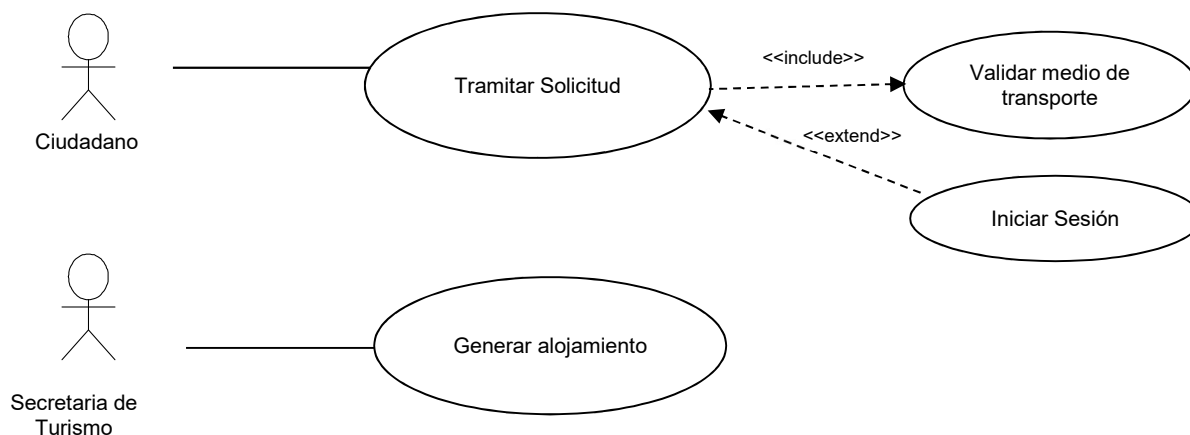 Ciudadano
Tramitar Solicitud
<<include>>
Validar medio de
transporte
<<extend>>
Iniciar Sesión
Secretaria de
Turismo
Generar alojamiento